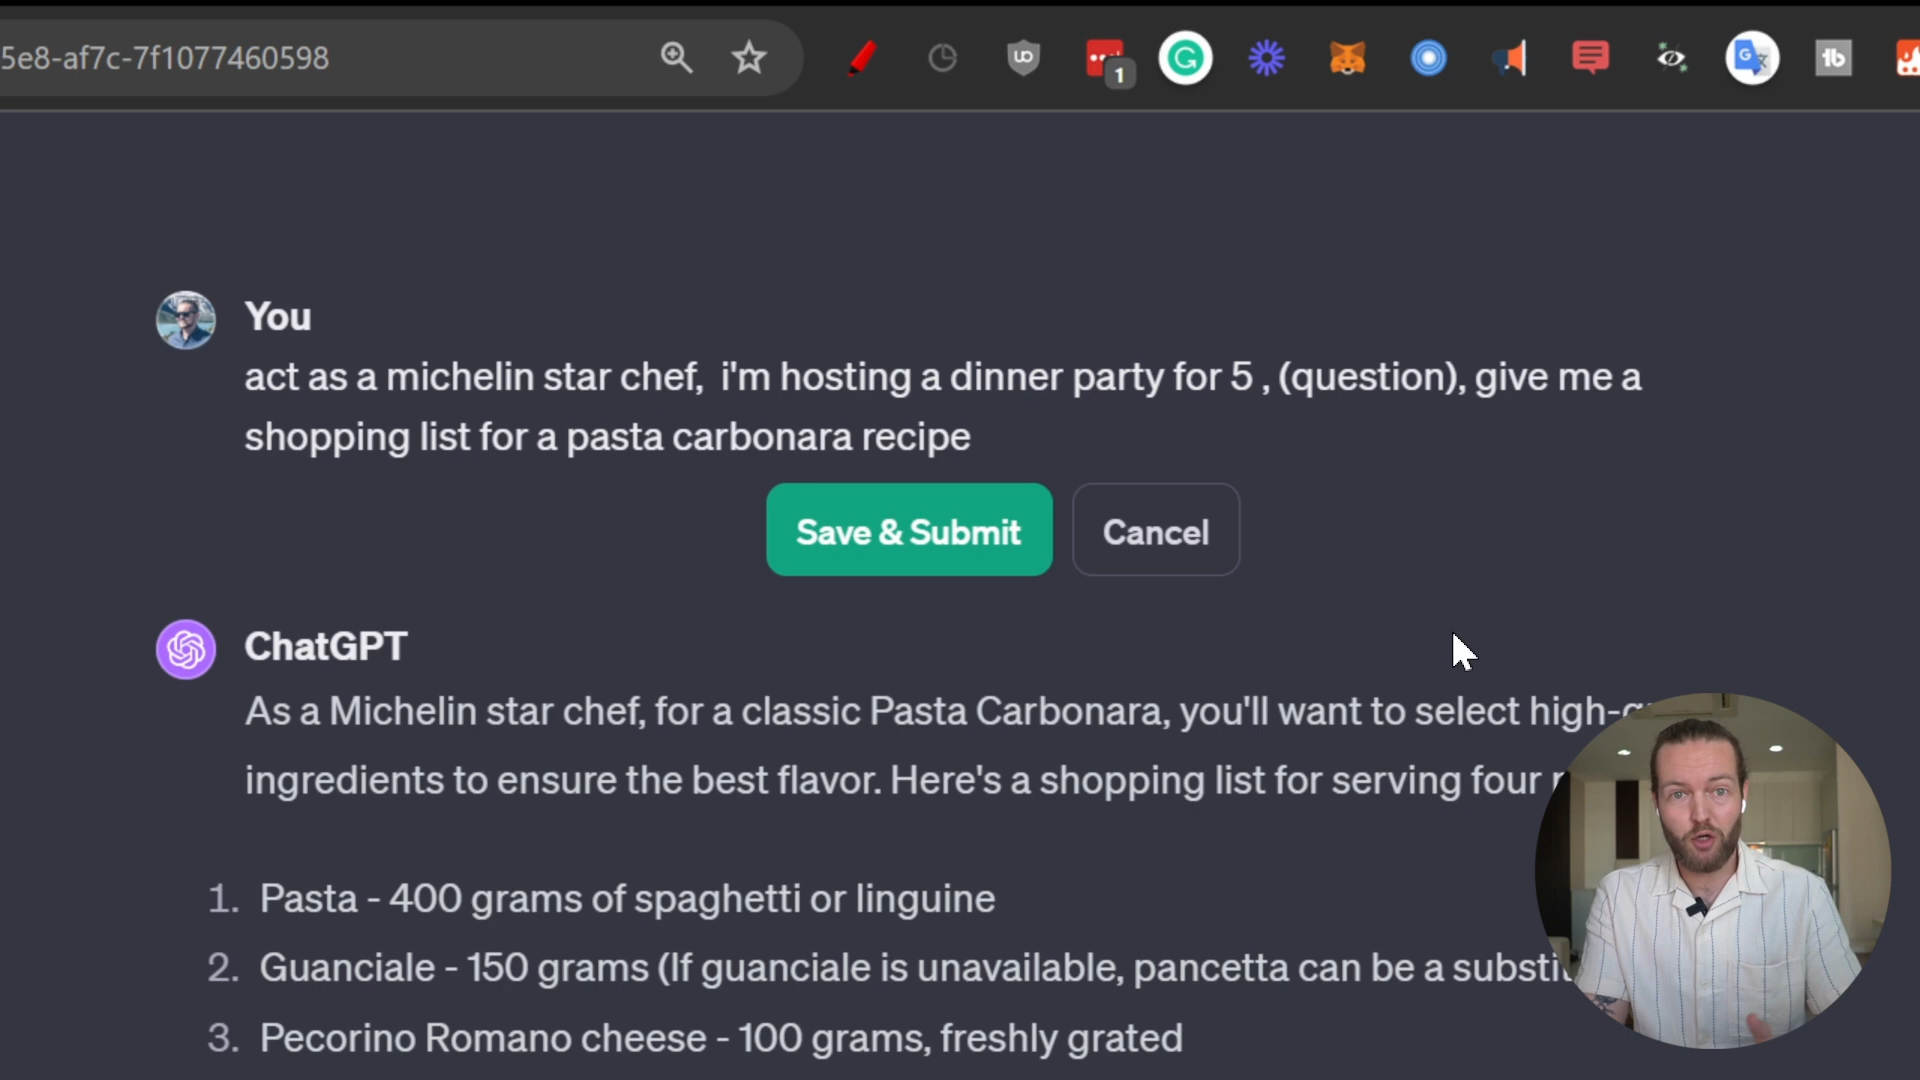 5e8-af7c-7f1077460598
1
You
act as a michelin star chef,  i'm hosting a dinner party for 5 , (question), give me a
shopping list for a pasta carbonara recipe
Save & Submit
Cancel
ChatGPT
As a Michelin star chef, for a classic Pasta Carbonara, you'll want to select high-
ingredients to ensure the best flavor. Here's a shopping list for serving four
1. Pasta - 400 grams of spaghetti or linguine
2. Guanciale - 150 grams (If guanciale is unavailable, pancetta can be a substi
3. Pecorino Romano cheese - 100 grams, freshly grated